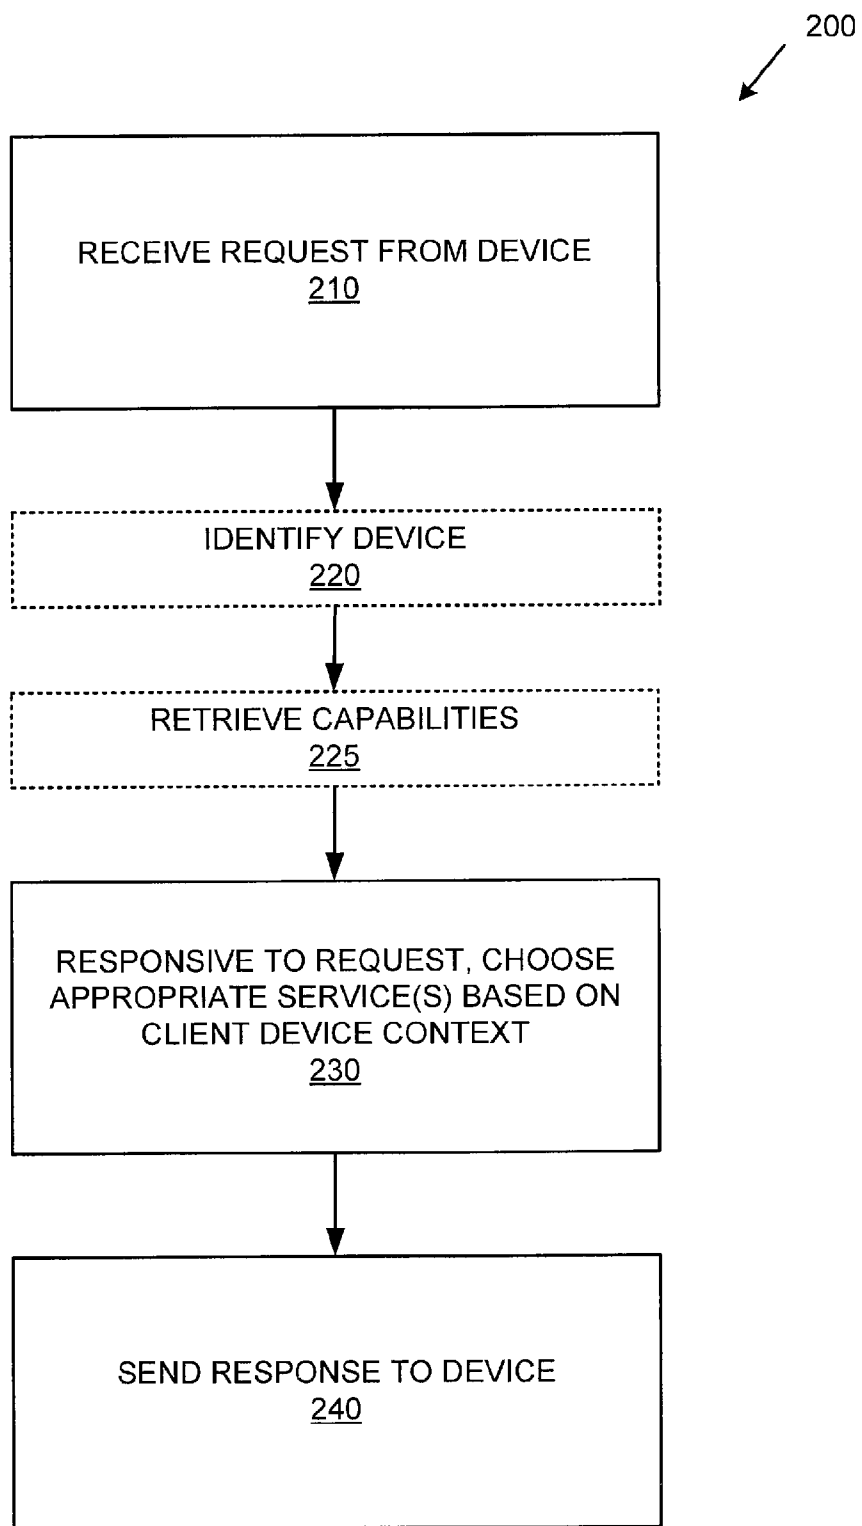 200
RECEIVE REQUEST FROM DEVICE
210
IDENTIFY DEVICE
220
RETRIEVE CAPABILITIES
225
RESPONSIVE TO REQUEST, CHOOSE
APPROPRIATE SERVICE(S) BASED ON
CLIENT DEVICE CONTEXT
230
SEND RESPONSE TO DEVICE
240